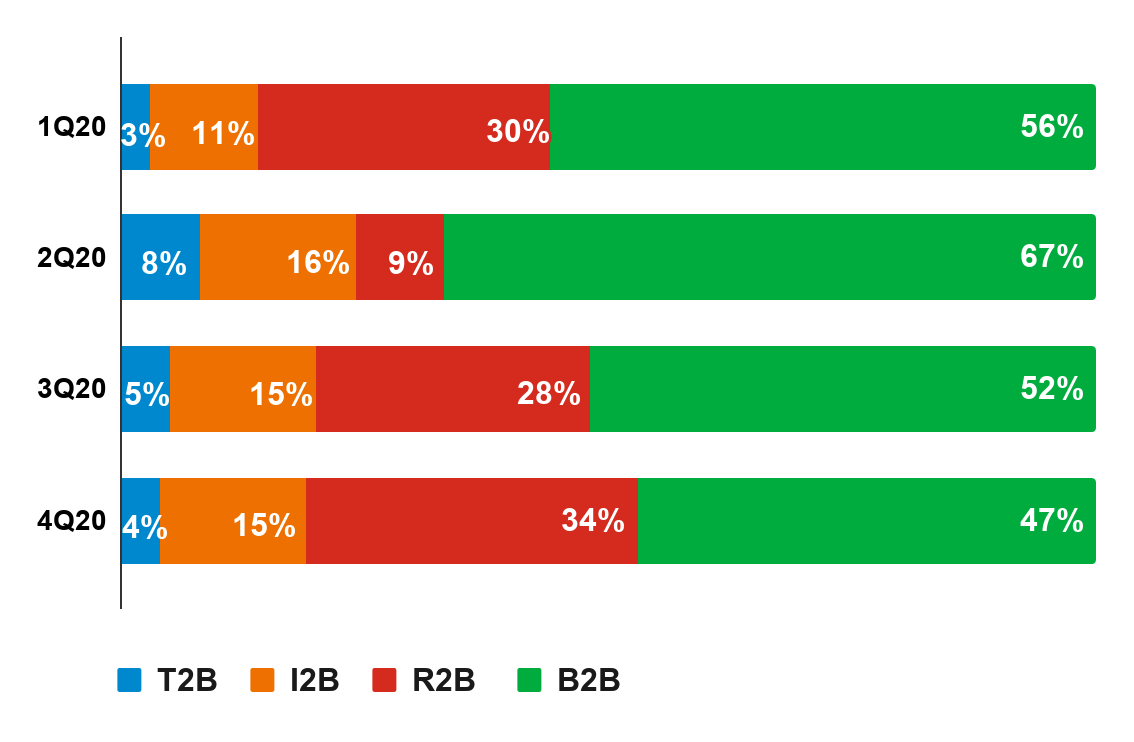 1Q20 3% 11% 30% 56%
2Q20 8% 16% 9% 67%
3Q20 5% 15% 28% 52%
4Q20 4% 15% 34% 47%
T2B I2B R2B B2B